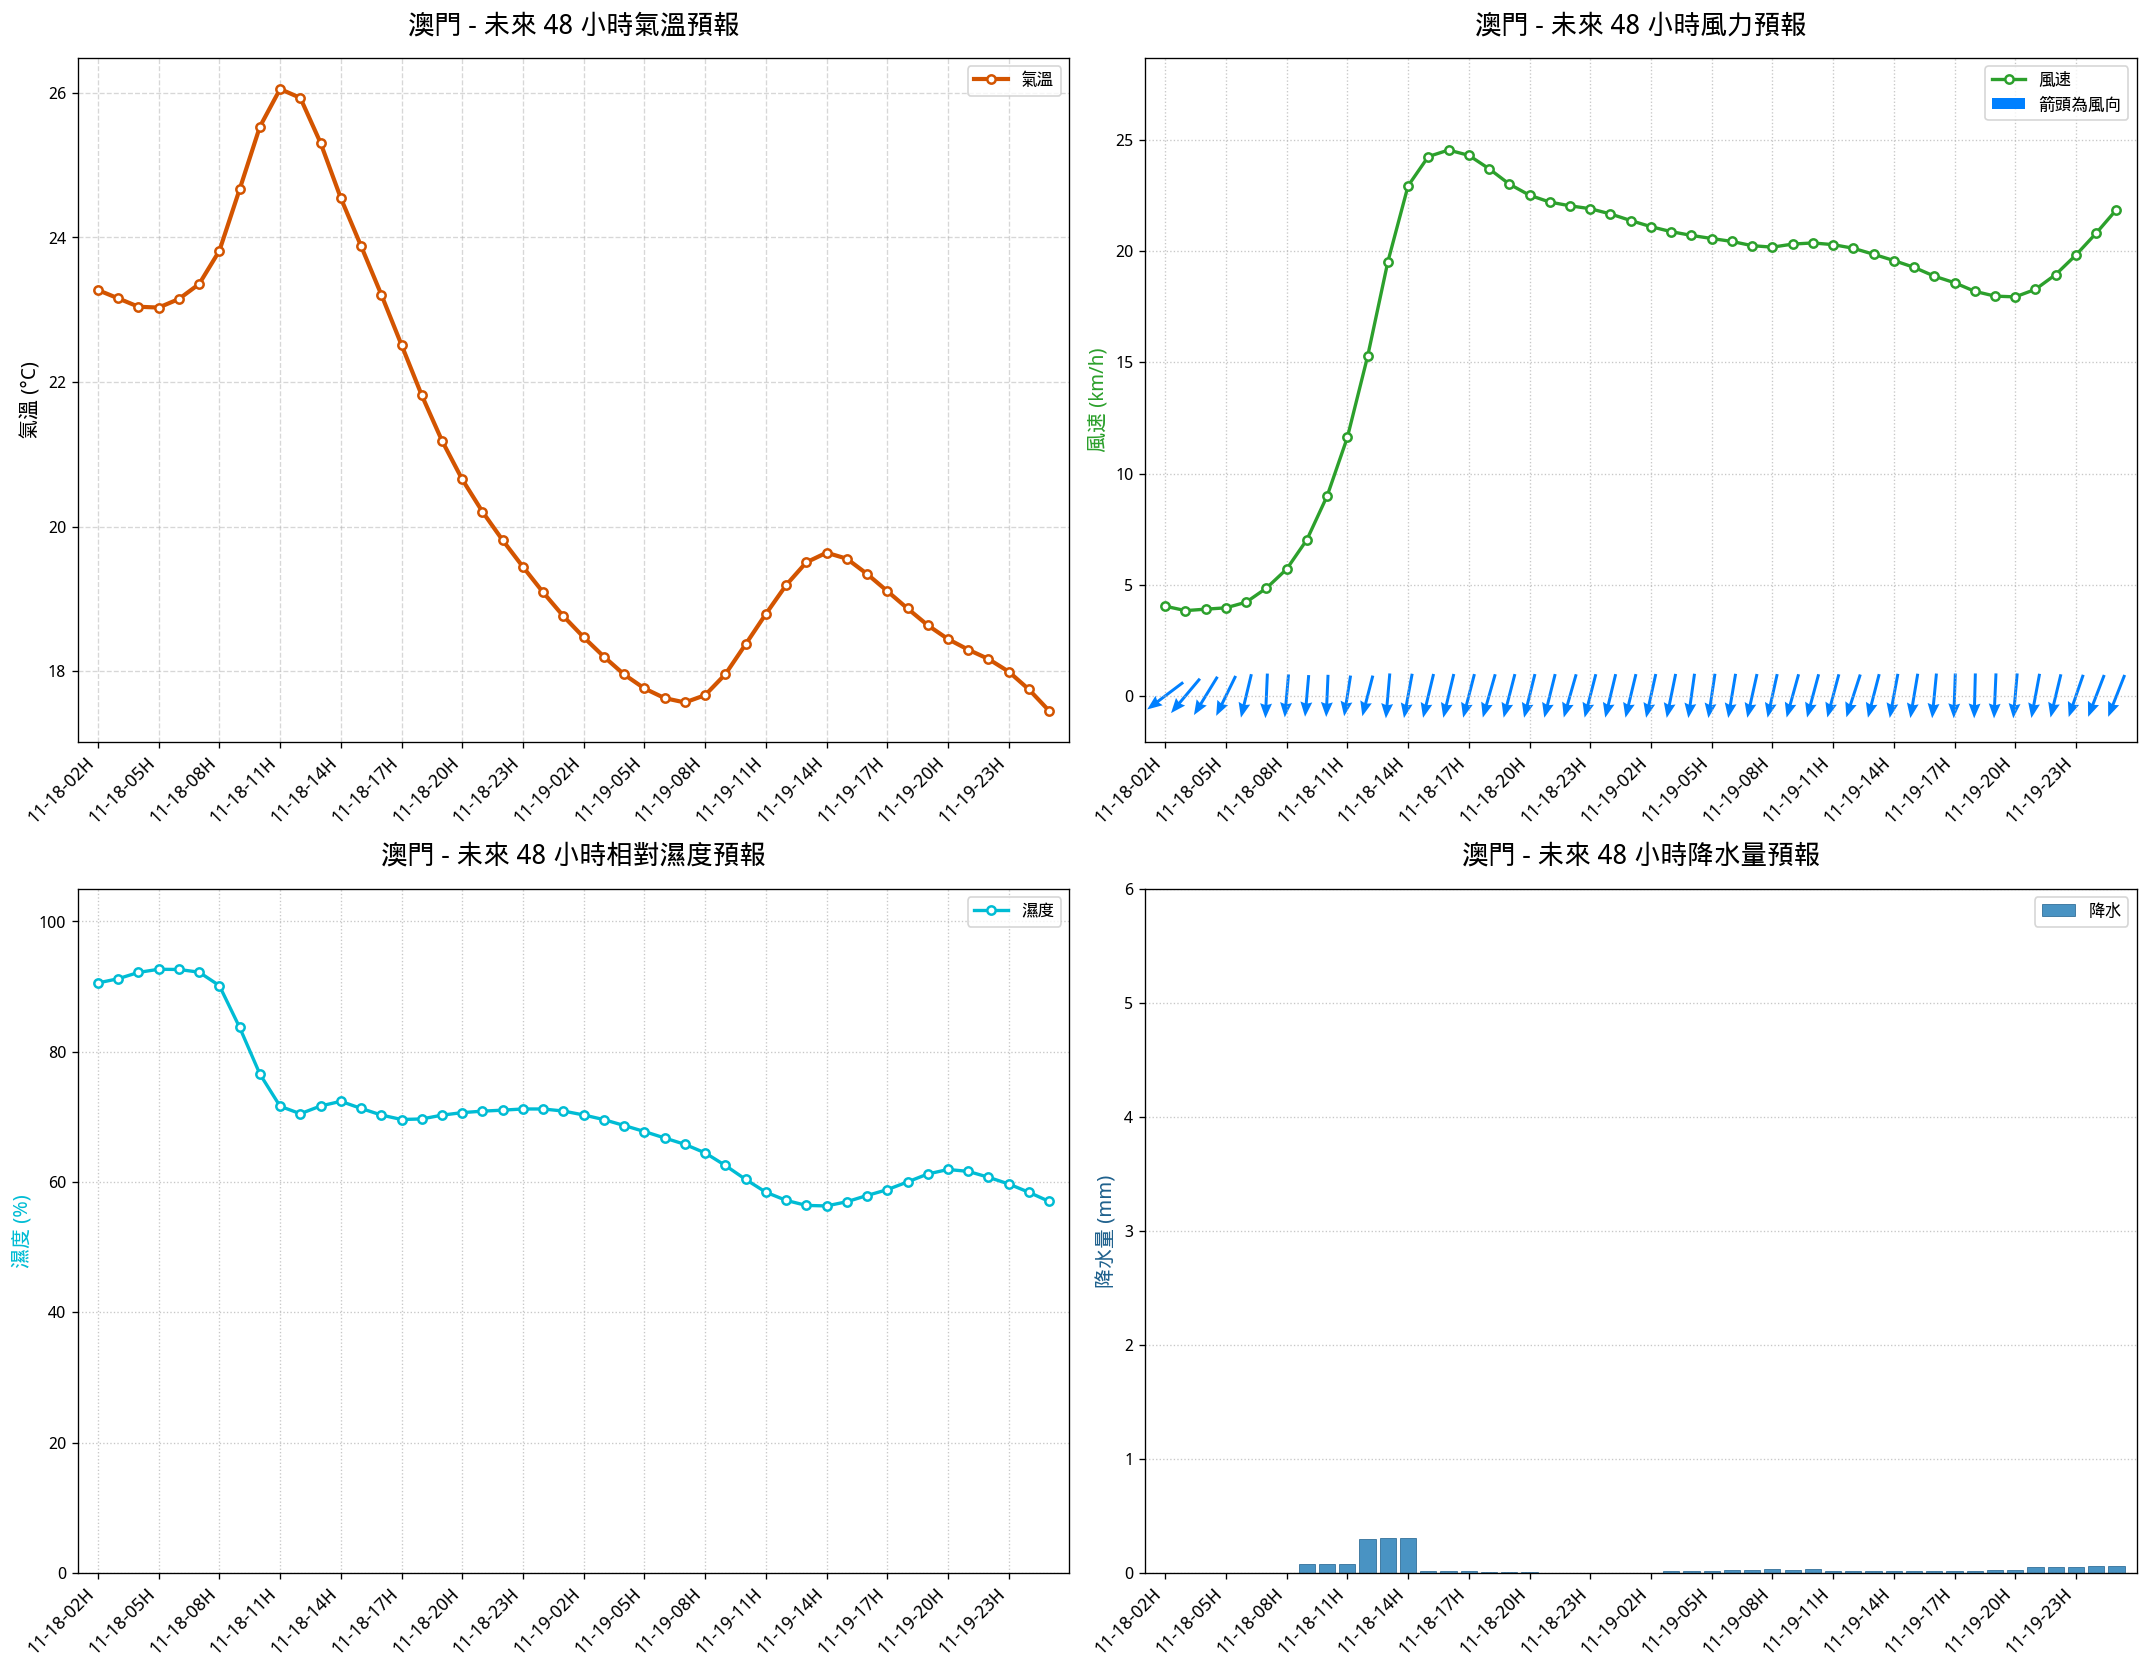 澳門 - 未來 48 小時氣溫預報
氣溫
氣溫 (°C)
26
24
22
20
18
11-18-02H
11-18-05H
11-18-08H
11-18-11H
11-18-14H
11-18-17H
11-18-20H
11-18-23H
11-19-02H
11-19-05H
11-19-08H
11-19-11H
11-19-14H
11-19-17H
11-19-20H
11-19-23H
澳門 - 未來 48 小時風力預報
風速
箭頭為風向
風速 (km/h)
25
20
15
10
5
0
11-18-02H
11-18-05H
11-18-08H
11-18-11H
11-18-14H
11-18-17H
11-18-20H
11-18-23H
11-19-02H
11-19-05H
11-19-08H
11-19-11H
11-19-14H
11-19-17H
11-19-20H
11-19-23H
澳門 - 未來 48 小時相對濕度預報
濕度
濕度 (%)
100
80
60
40
20
0
11-18-02H
11-18-05H
11-18-08H
11-18-11H
11-18-14H
11-18-17H
11-18-20H
11-18-23H
11-19-02H
11-19-05H
11-19-08H
11-19-11H
11-19-14H
11-19-17H
11-19-20H
11-19-23H
澳門 - 未來 48 小時降水量預報
降水
降水量 (mm)
6
5
4
3
2
1
0
11-18-02H
11-18-05H
11-18-08H
11-18-11H
11-18-14H
11-18-17H
11-18-20H
11-18-23H
11-19-02H
11-19-05H
11-19-08H
11-19-11H
11-19-14H
11-19-17H
11-19-20H
11-19-23H